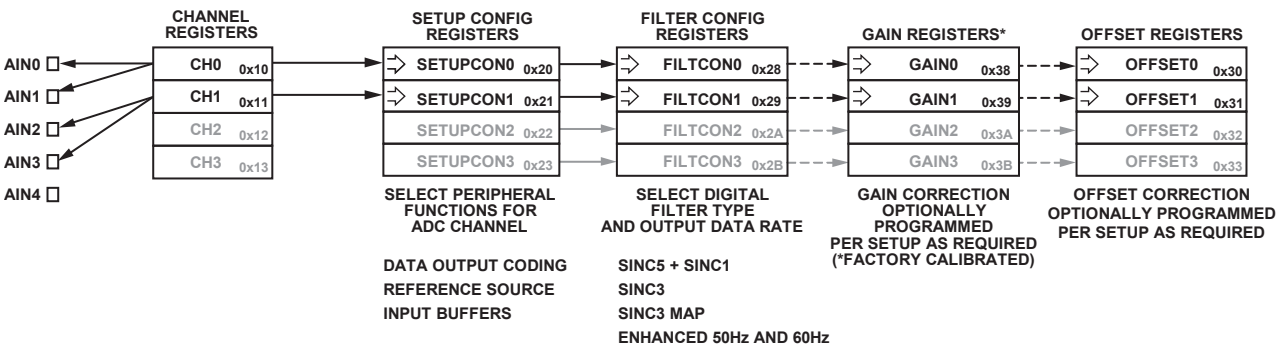 CHANNEL
REGISTERS
SETUP CONFIG
REGISTERS
FILTER CONFIG
REGISTERS
GAIN REGISTERS*
OFFSET REGISTERS
AIN0
AIN1
AIN2
AIN3
AIN4
CH0 0x10
CH1 0x11
CH2 0x12
CH3 0x13
SETUPCON0 0x20
SETUPCON1 0x21
SETUPCON2 0x22
SETUPCON3 0x23
FILTCON0 0x28
FILTCON1 0x29
FILTCON2 0x2A
FILTCON3 0x2B
GAIN0 0x38
GAIN1 0x39
GAIN2 0x3A
GAIN3 0x3B
OFFSET0 0x30
OFFSET1 0x31
OFFSET2 0x32
OFFSET3 0x33
SELECT PERIPHERAL
FUNCTIONS FOR
ADC CHANNEL
SELECT DIGITAL
FILTER TYPE
AND OUTPUT DATA RATE
GAIN CORRECTION
OPTIONALLY
PROGRAMMED
PER SETUP AS REQUIRED
(*FACTORY CALIBRATED)
OFFSET CORRECTION
OPTIONALLY PROGRAMMED
PER SETUP AS REQUIRED
DATA OUTPUT CODING
REFERENCE SOURCE
INPUT BUFFERS
SINC5 + SINC1
SINC3
SINC3 MAP
ENHANCED 50Hz AND 60Hz